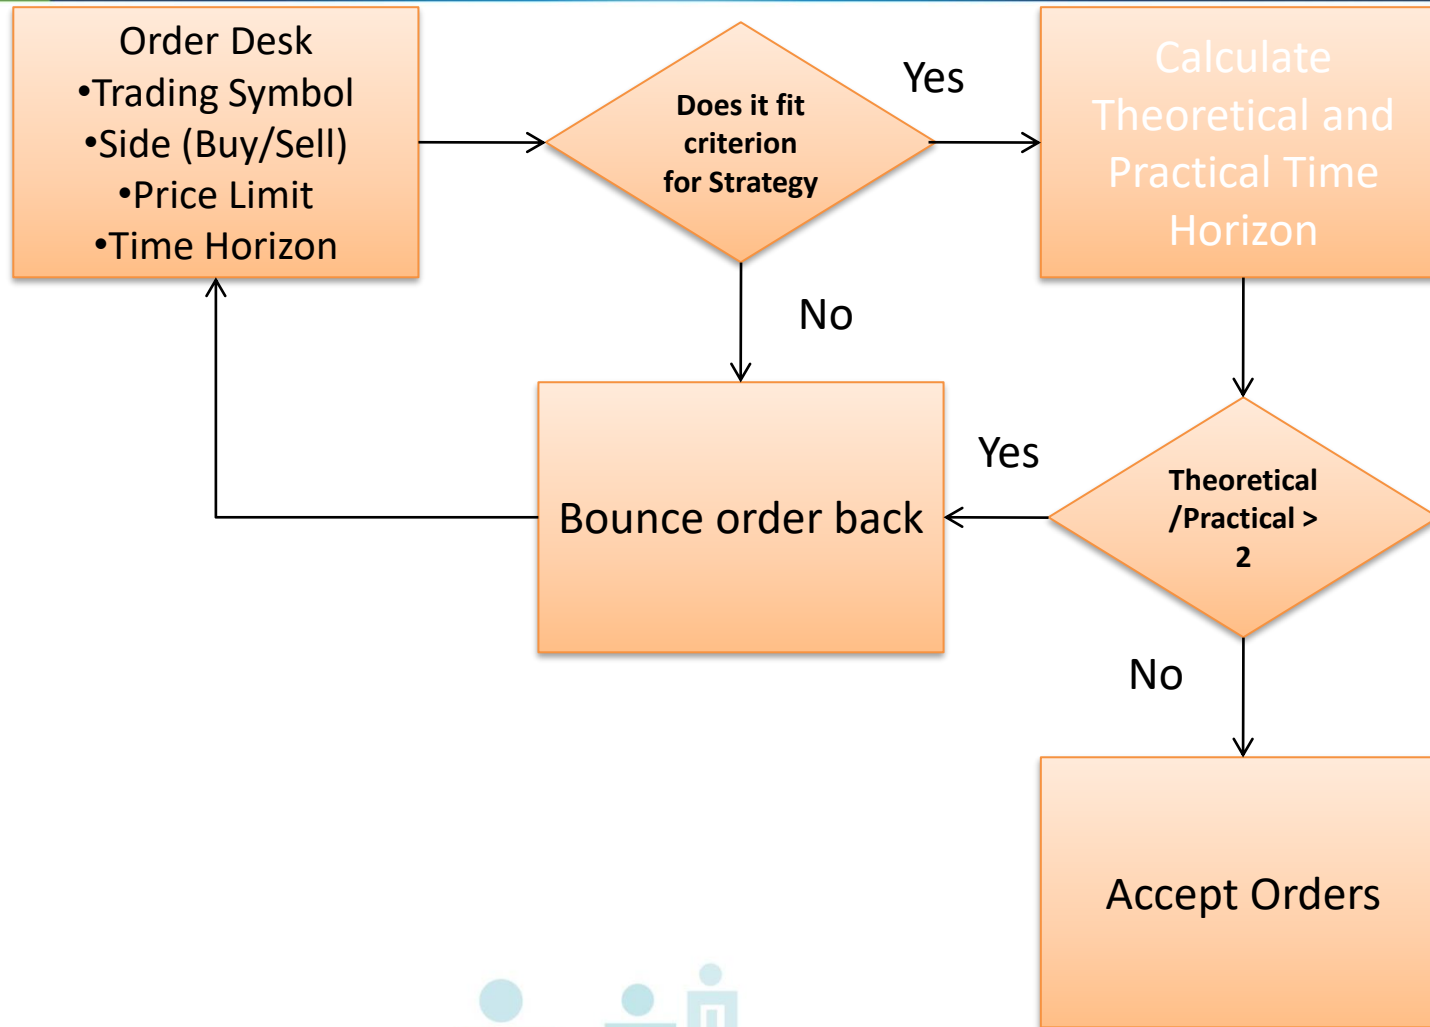 Order Desk
•Trading Symbol
•Side (Buy/Sell)
•Price Limit
•Time Horizon
Does it fit
criterion
for Strategy
Yes
Calculate
Theoretical and
Practical Time
Horizon
No
Bounce order back
Yes
Theoretical
/Practical >
2
No
Accept Orders